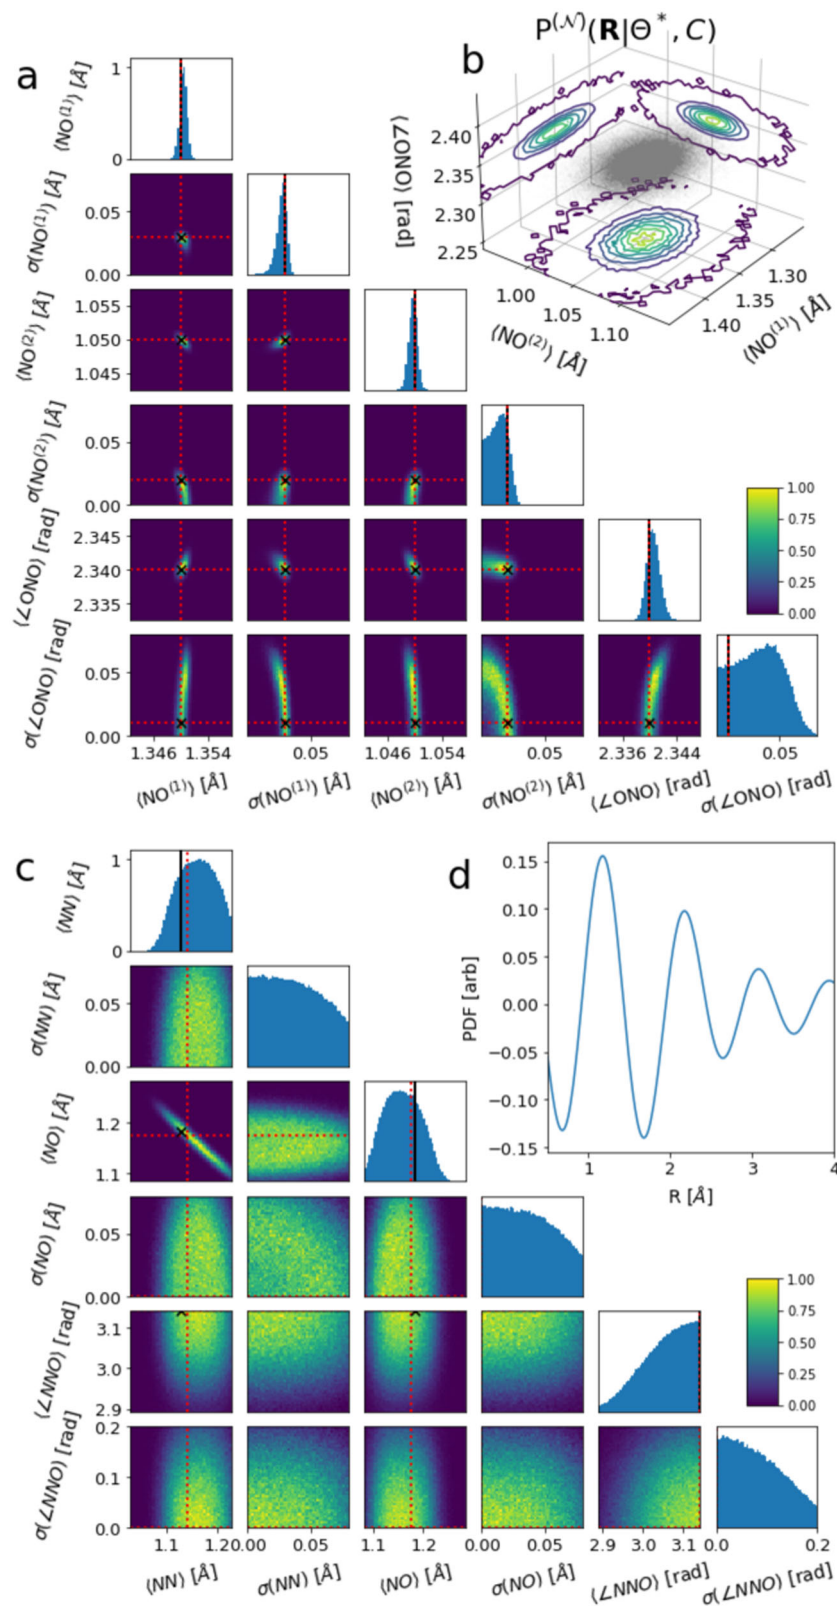 a
⟨NO⁽¹⁾⟩ [Å]
1
0
σ(NO⁽¹⁾) [Å]
0.05
0.00
⟨NO⁽²⁾⟩ [Å]
1.055
1.050
1.045
σ(NO⁽²⁾) [Å]
0.05
0.00
⟨∠ONO⟩ [rad]
2.345
2.340
2.335
σ(∠ONO) [rad]
0.05
0.00
1.346 1.354
0.05
1.046 1.054
0.05
2.336 2.344
0.05
⟨NO⁽¹⁾⟩ [Å]
σ(NO⁽¹⁾) [Å]
⟨NO⁽²⁾⟩ [Å]
σ(NO⁽²⁾) [Å]
⟨∠ONO⟩ [rad]
σ(∠ONO) [rad]
1.00
0.75
0.50
0.25
0.00
P⁽𝒩⁾(R|Θ*, C)
b
⟨∠ONO⟩ [rad]
2.40
2.35
2.30
2.25
1.00
1.05
1.10
⟨NO⁽²⁾⟩ [Å]
1.30
1.35
1.40
⟨NO⁽¹⁾⟩ [Å]
c
⟨NN⟩ [Å]
1
0
σ(NN) [Å]
0.05
0.00
⟨NO⟩ [Å]
1.2
1.1
σ(NO) [Å]
0.05
0.00
⟨∠NNO⟩ [rad]
3.1
3.0
2.9
σ(∠NNO) [rad]
0.2
0.1
0.0
1.1 1.2
0.00 0.05
1.1 1.2
0.00 0.05
2.9 3.0 3.1
0.0 0.2
⟨NN⟩ [Å]
σ(NN) [Å]
⟨NO⟩ [Å]
σ(NO) [Å]
⟨∠NNO⟩ [rad]
σ(∠NNO) [rad]
1.00
0.75
0.50
0.25
0.00
d
PDF [arb]
0.15
0.10
0.05
0.00
−0.05
−0.10
−0.15
1 2 3 4
R [Å]